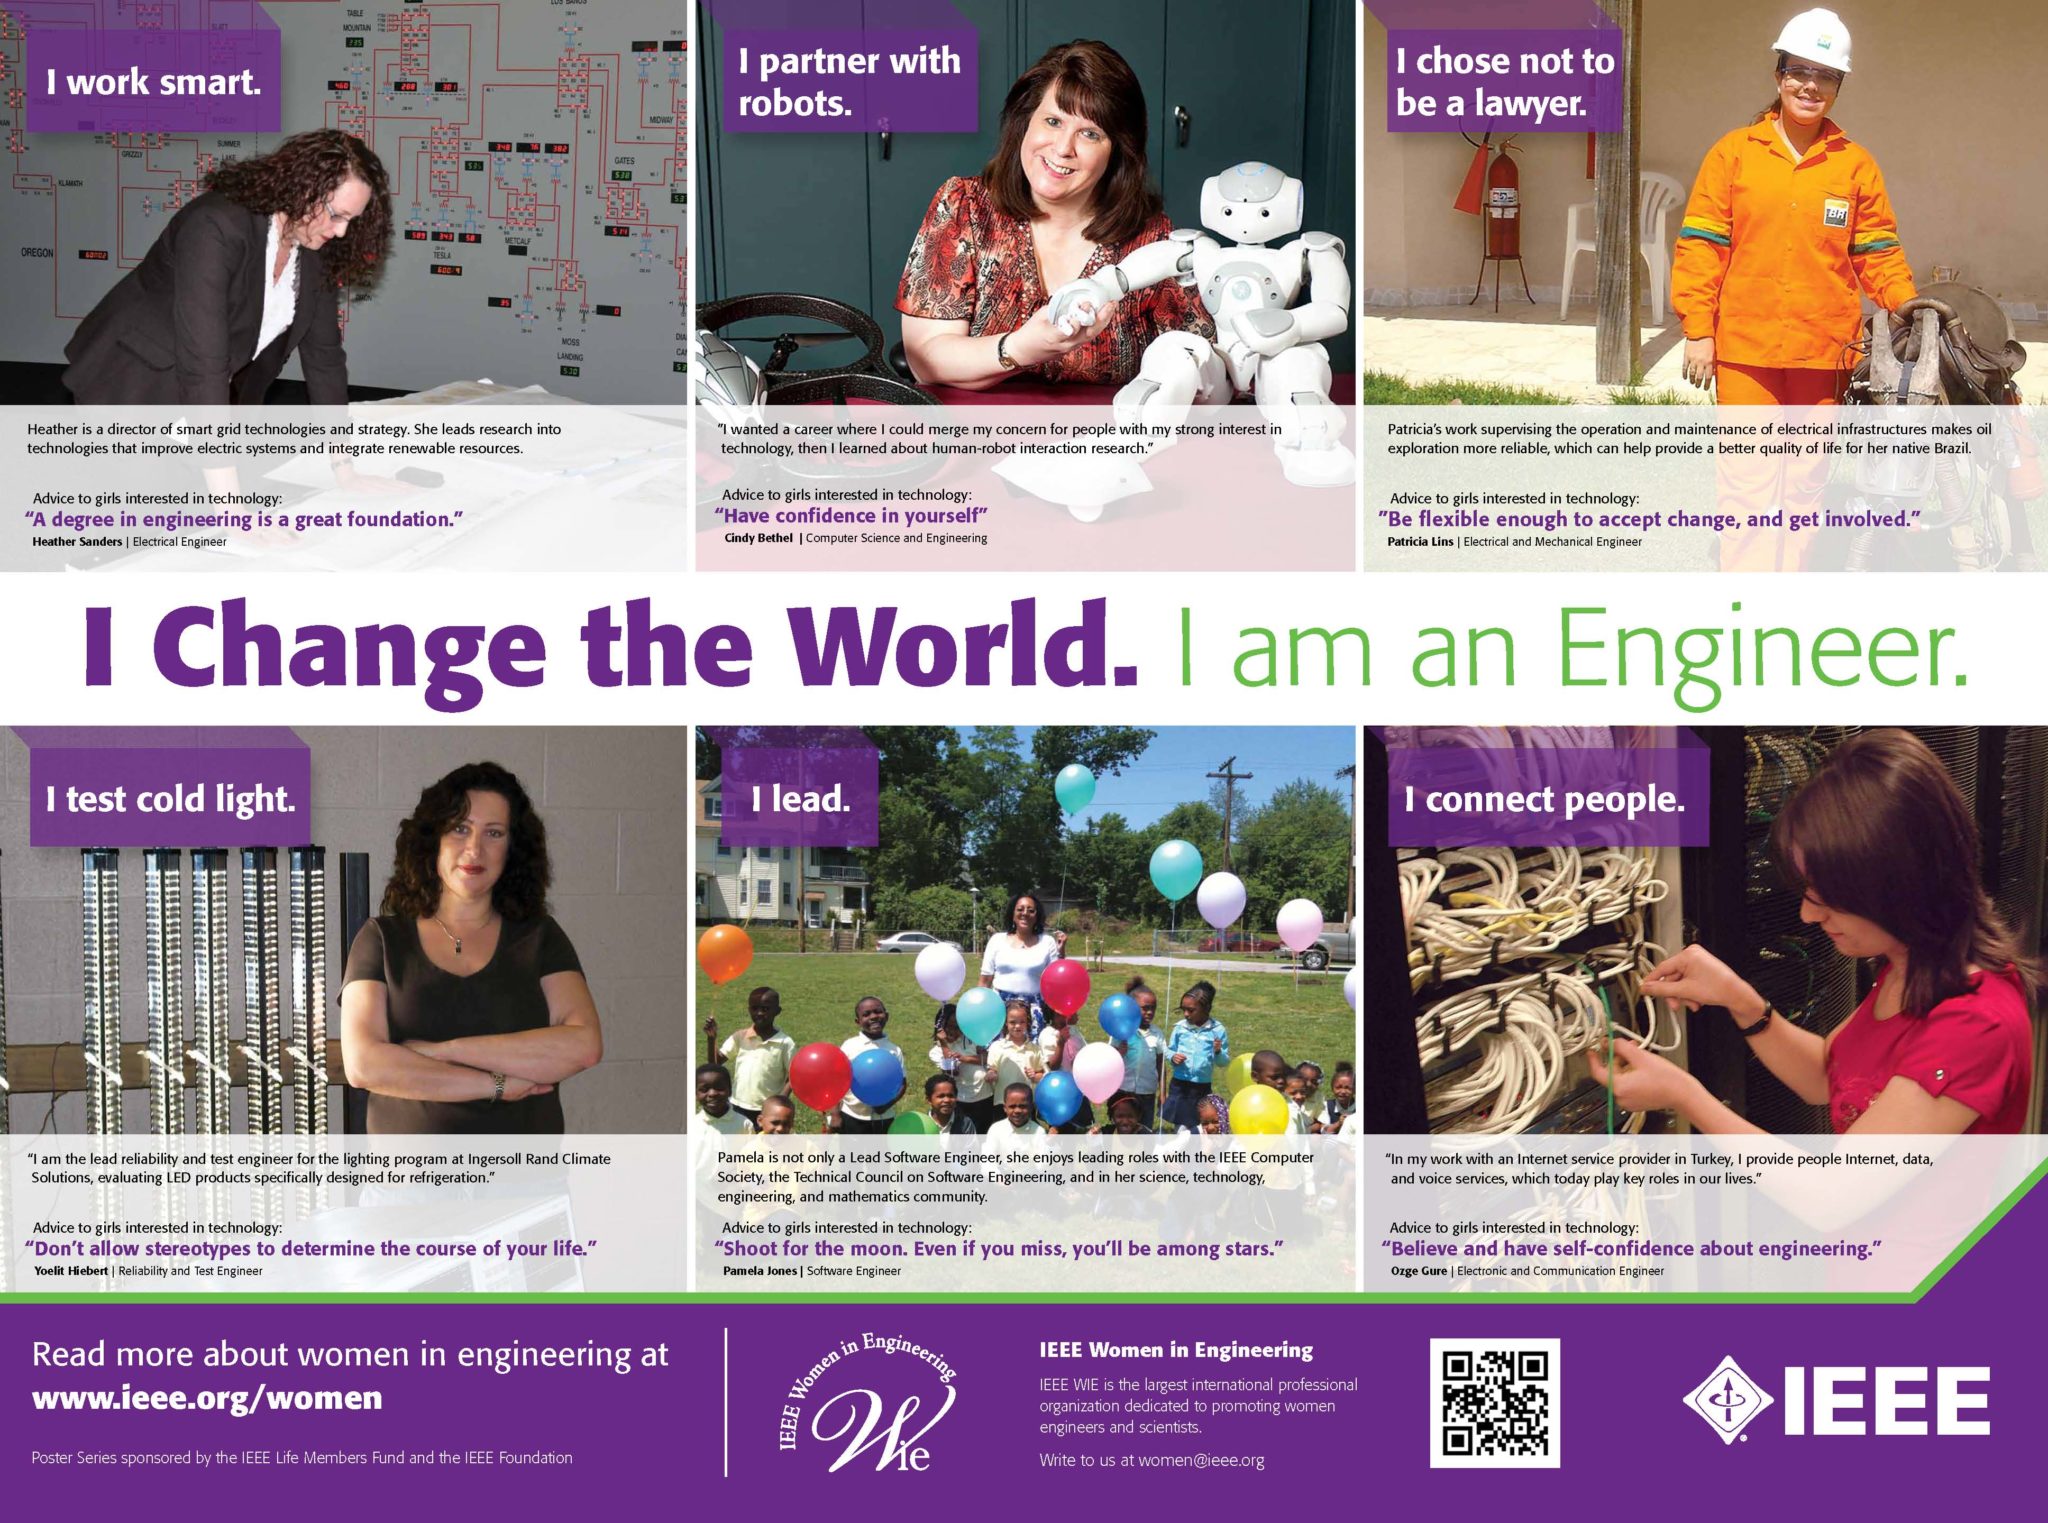 I work smart.
TABLE
MOUNTAIN
LOS BANOS
MIDWAY
GRIZZLY
SUMMER
LAKE
KLAMATH
OREGON
GATES
METCALF
TESLA
MOSS
LANDING
Heather is a director of smart grid technologies and strategy. She leads research into
technologies that improve electric systems and integrate renewable resources.
Advice to girls interested in technology:
“A degree in engineering is a great foundation.”
Heather Sanders | Electrical Engineer
I partner with
robots.
“I wanted a career where I could merge my concern for people with my strong interest in
technology, then I learned about human-robot interaction research.”
Advice to girls interested in technology:
“Have confidence in yourself”
Cindy Bethel | Computer Science and Engineering
I chose not to
be a lawyer.
BR
Patricia’s work supervising the operation and maintenance of electrical infrastructures makes oil
exploration more reliable, which can help provide a better quality of life for her native Brazil.
Advice to girls interested in technology:
”Be flexible enough to accept change, and get involved.”
Patricia Lins | Electrical and Mechanical Engineer
I Change the World. I am an Engineer.
I test cold light.
“I am the lead reliability and test engineer for the lighting program at Ingersoll Rand Climate
Solutions, evaluating LED products specifically designed for refrigeration.”
Advice to girls interested in technology:
“Don’t allow stereotypes to determine the course of your life.”
Yoelit Hiebert | Reliability and Test Engineer
I lead.
Pamela is not only a Lead Software Engineer, she enjoys leading roles with the IEEE Computer
Society, the Technical Council on Software Engineering, and in her science, technology,
engineering, and mathematics community.
Advice to girls interested in technology:
“Shoot for the moon. Even if you miss, you’ll be among stars.”
Pamela Jones | Software Engineer
I connect people.
“In my work with an Internet service provider in Turkey, I provide people Internet, data,
and voice services, which today play key roles in our lives.”
Advice to girls interested in technology:
“Believe and have self-confidence about engineering.”
Ozge Gure | Electronic and Communication Engineer
Read more about women in engineering at
www.ieee.org/women
Poster Series sponsored by the IEEE Life Members Fund and the IEEE Foundation
IEEE Women in Engineering
Wie
IEEE Women in Engineering
IEEE WIE is the largest international professional
organization dedicated to promoting women
engineers and scientists.
Write to us at women@ieee.org
IEEE